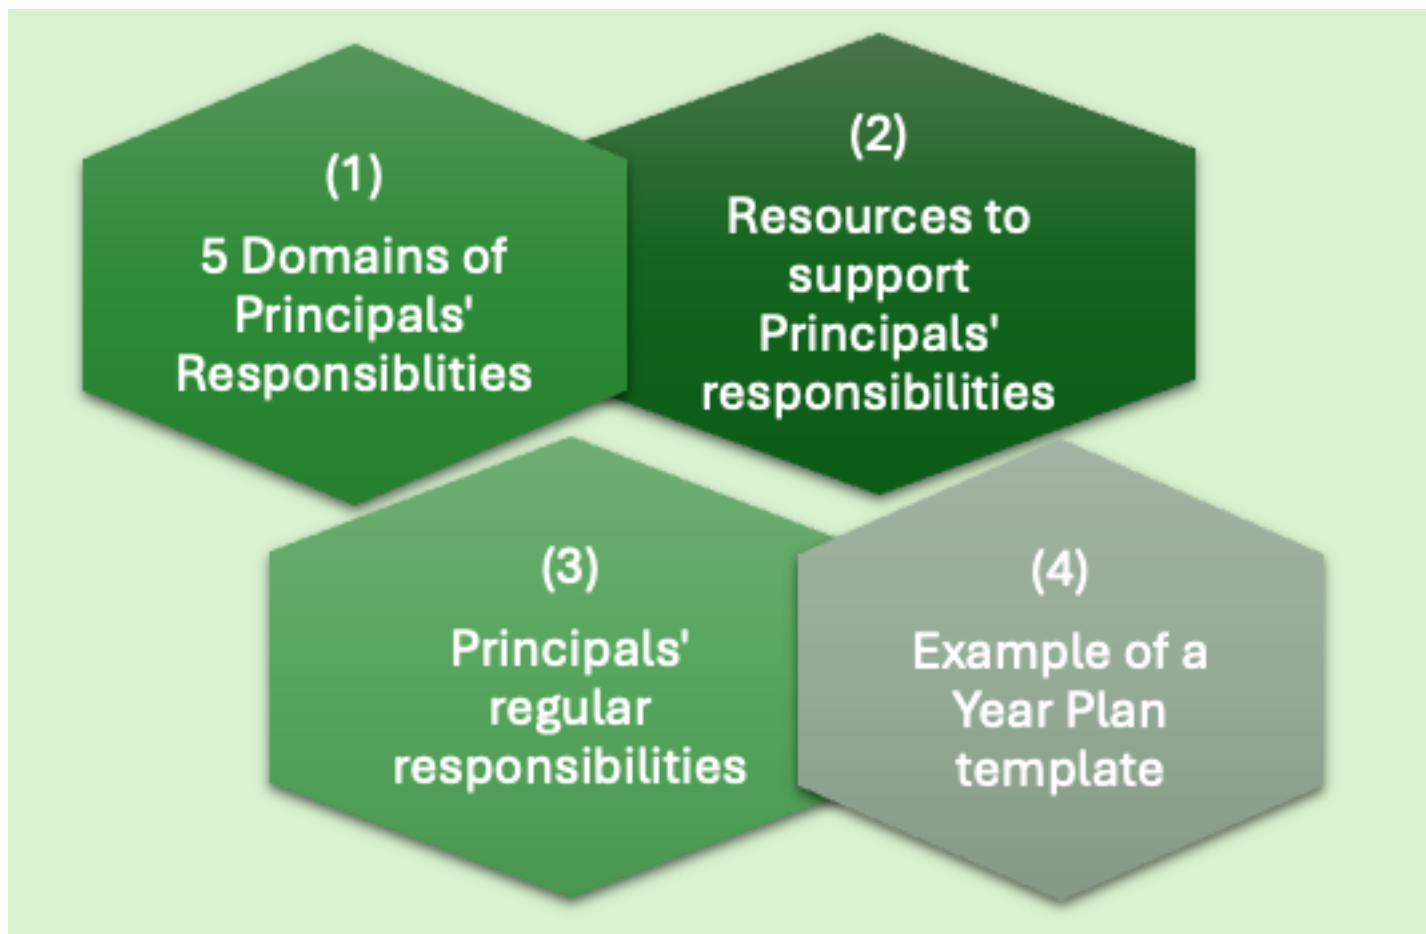 (1)
5 Domains of
Principals'
Responsiblities
(2)
Resources to
support
Principals'
responsibilities
(3)
Principals'
regular
responsibilities
(4)
Example of a
Year Plan
template